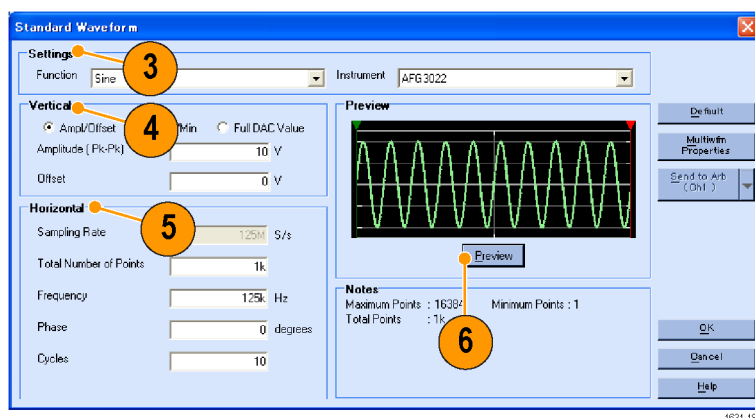 Standard Waveform
Settings
3
Function Sine
Instrument AFG3022
Vertical
4
Ampl/Offset /Min Full DAC Value
Amplitude ( Pk-Pk) 10 V
Offset 0 V
Horizontal
5
Sampling Rate 125M S/s
Total Number of Points 1k
Frequency 125k Hz
Phase 0 degrees
Cycles 10
Preview
Preview
6
Notes
Maximum Points : 16384 Minimum Points : 1
Total Points : 1k
Default
Multiwfm
Properties
Send to Arb
(Ch1 )
OK
Cancel
Help